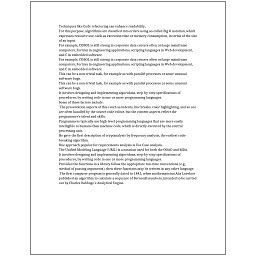 Techniques like Code refactoring can enhance readability.
For this purpose algorithms are classified into orders using so-called Big O notation, which
expresses resource use, such as execution time or memory consumption, in terms of the size
of an input.
For example, COBOL is still strong in corporate data centers often on large mainframe
computers, Fortran in engineering applications, scripting languages in Web development,
and C in embedded software.
For example, COBOL is still strong in corporate data centers often on large mainframe
computers, Fortran in engineering applications, scripting languages in Web development,
and C in embedded software.
This can be a non-trivial task, for example as with parallel processes or some unusual
software bugs.
This can be a non-trivial task, for example as with parallel processes or some unusual
software bugs.
It involves designing and implementing algorithms, step-by-step specifications of
procedures, by writing code in one or more programming languages.
Some of these factors include:
The presentation aspects of this (such as indents, line breaks, color highlighting, and so on)
are often handled by the source code editor, but the content aspects reflect the
programmer's talent and skills.
Programmers typically use high-level programming languages that are more easily
intelligible to humans than machine code, which is directly executed by the central
processing unit.
He gave the first description of cryptanalysis by frequency analysis, the earliest code-
breaking algorithm.
One approach popular for requirements analysis is Use Case analysis.
The Unified Modeling Language (UML) is a notation used for both the OOAD and MDA.
It involves designing and implementing algorithms, step-by-step specifications of
procedures, by writing code in one or more programming languages.
Provided the functions in a library follow the appropriate run-time conventions (e.g.,
method of passing arguments), then these functions may be written in any other language.
The first computer program is generally dated to 1843, when mathematician Ada Lovelace
published an algorithm to calculate a sequence of Bernoulli numbers, intended to be carried
out by Charles Babbage's Analytical Engine.